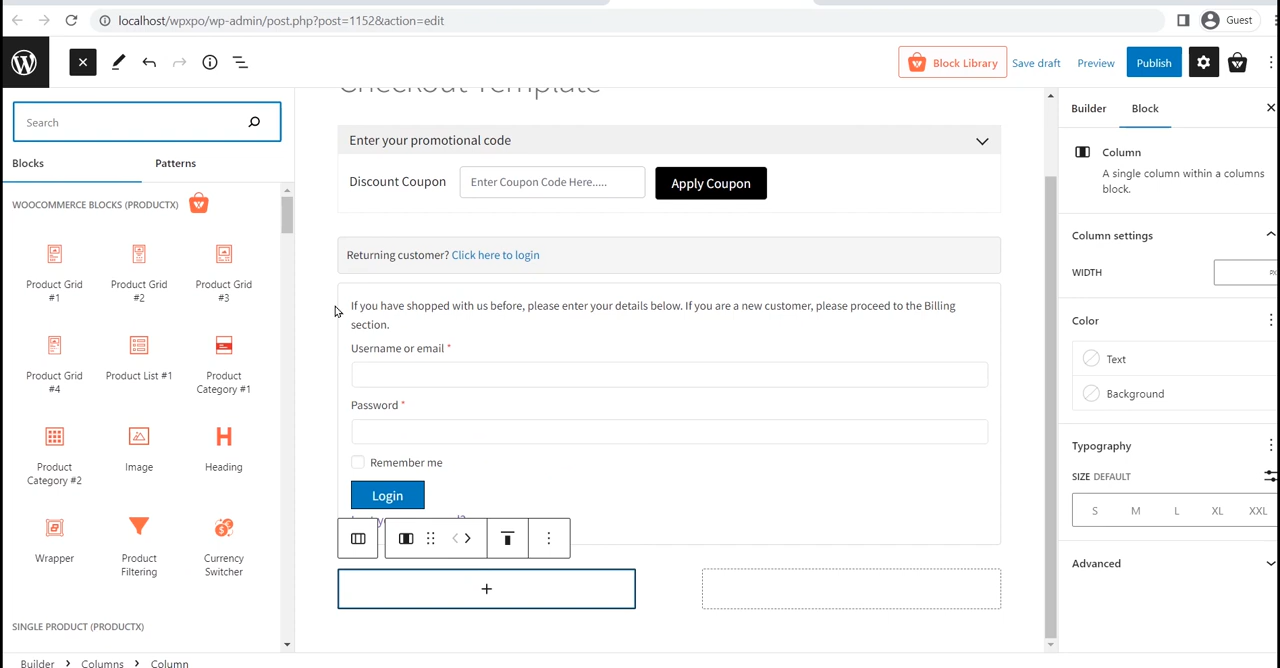 localhost/wpxpo/wp-admin/post.php?post=1152&action=edit
Guest
Block Library
Save draft
Preview
Publish
Search
Blocks
Patterns
WOOCOMMERCE BLOCKS (PRODUCTX)
Product Grid
#1
Product Grid
#2
Product Grid
#3
Product Grid
#4
Product List #1
Product
Category #1
Product
Category #2
Image
Heading
Wrapper
Product
Filtering
Currency
Switcher
SINGLE PRODUCT (PRODUCTX)
Checkout Template
Enter your promotional code
Discount Coupon
Enter Coupon Code Here.....
Apply Coupon
Returning customer? Click here to login
If you have shopped with us before, please enter your details below. If you are a new customer, please proceed to the Billing
section.
Username or email *
Password *
Remember me
Login
Builder
Block
Column
A single column within a columns
block.
Column settings
WIDTH
PX
Color
Text
Background
Typography
SIZE DEFAULT
S
M
L
XL
XXL
Advanced
Builder > Columns > Column